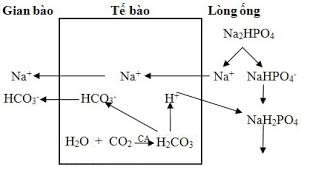 Gian bào Tế bào Lòng ống
Na₂HPO₄
Na⁺ Na⁺ Na⁺ NaHPO₄⁻
HCO₃⁻ HCO₃⁻ H⁺
NaH₂PO₄
H₂O + CO₂ CA H₂CO₃